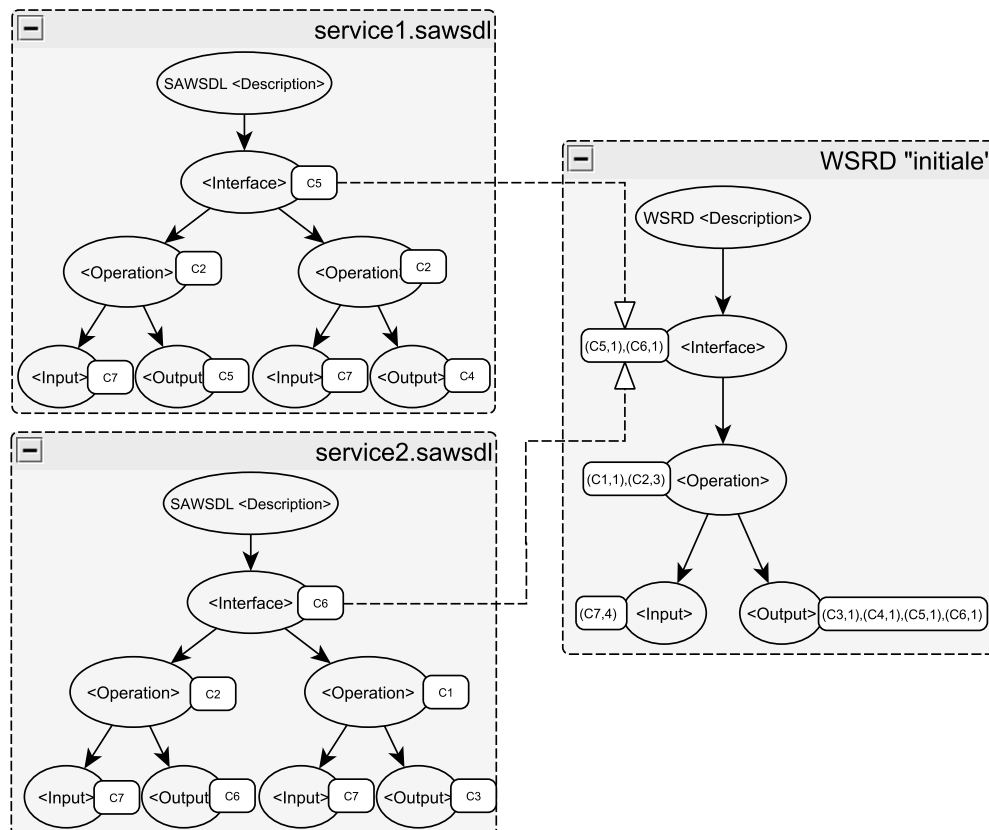 service1.sawsdl
SAWSDL <Description>
<Interface> C5
<Operation> C2
<Operation C2
<Input> C7
<Output C5
<Input> C7
<Output> C4
service2.sawsdl
SAWSDL <Description>
<Interface> C6
<Operation> C2
<Operation> C1
<Input> C7
<Output C6
<Input> C7
<Output> C3
WSRD "initiale"
WSRD <Description>
(C5,1),(C6,1) <Interface>
(C1,1),(C2,3) <Operation>
(C7,4) <Input>
<Output> (C3,1),(C4,1),(C5,1),(C6,1)